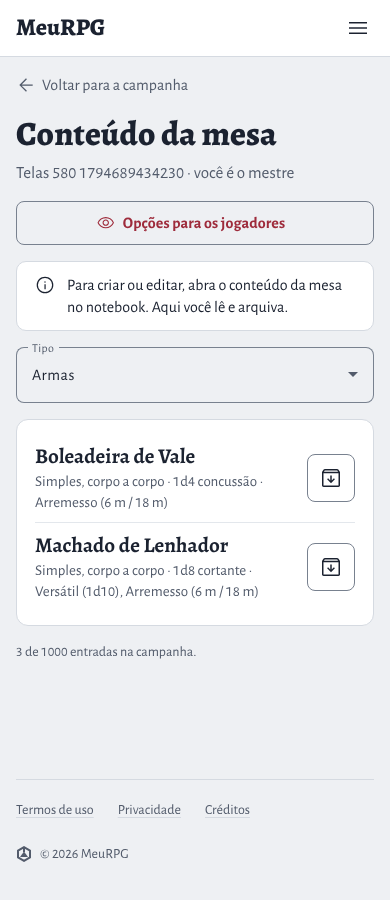 MeuRPG
Voltar para a campanha
Conteúdo da mesa
Telas 580 1794689434230 · você é o mestre
Opções para os jogadores
Para criar ou editar, abra o conteúdo da mesa
no notebook. Aqui você lê e arquiva.
Tipo
Armas
Boleadeira de Vale
Simples, corpo a corpo · 1d4 concussão ·
Arremesso (6 m / 18 m)
Machado de Lenhador
Simples, corpo a corpo · 1d8 cortante ·
Versátil (1d10), Arremesso (6 m / 18 m)
3 de 1000 entradas na campanha.
Termos de uso Privacidade Créditos
© 2026 MeuRPG